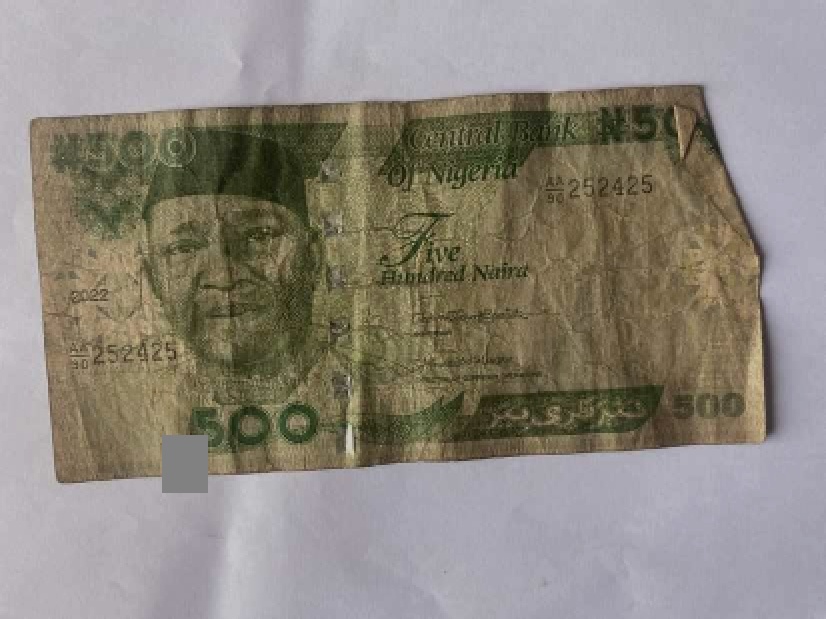 ₦500
Central Bank
Of Nigeria
₦50
AA
90 252425
Five
Hundred Naira
2022
AA
90 252425
500
500